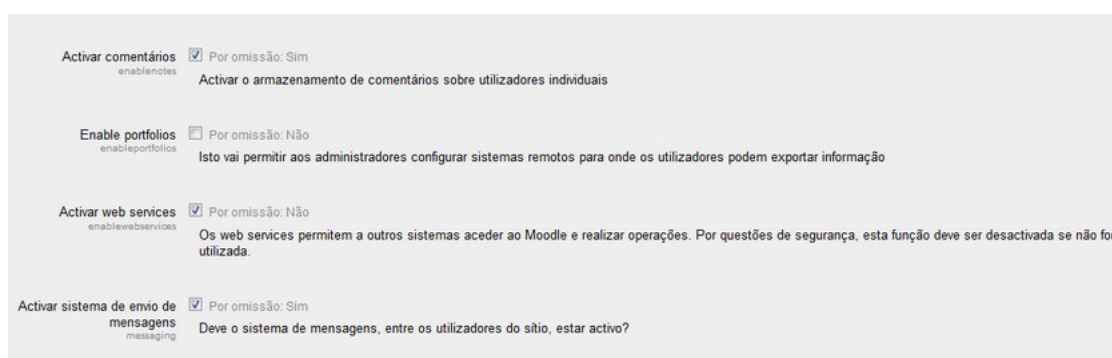 Activar comentários Por omissão: Sim
enablenotes
Activar o armazenamento de comentários sobre utilizadores individuais
Enable portfolios Por omissão: Não
enableportfolios
Isto vai permitir aos administradores configurar sistemas remotos para onde os utilizadores podem exportar informação
Activar web services Por omissão: Não
enablewebservices
Os web services permitem a outros sistemas aceder ao Moodle e realizar operações. Por questões de segurança, esta função deve ser desactivada se não fo
utilizada.
Activar sistema de envio de Por omissão: Sim
mensagens
messaging
Deve o sistema de mensagens, entre os utilizadores do sítio, estar activo?